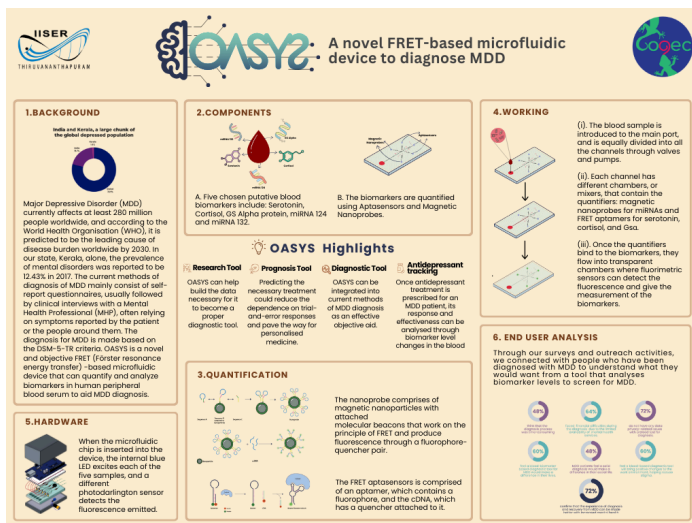 IISER
THIRUVANANTHAPURAM
OASYS
A novel FRET-based microfluidic
device to diagnose MDD
1.BACKGROUND
India and Kerala, a large chunk of
the global depressed population
Major Depressive Disorder (MDD)
currently affects at least 280 million
people worldwide, and according to the
World Health Organisation (WHO), it is
predicted to be the leading cause of
disease burden worldwide by 2030. In
our state, Kerala, alone, the prevalence
of mental disorders was reported to be
12.43% in 2017. The current methods of
diagnosis of MDD mainly consist of self-
report questionnaires, usually followed
by clinical interviews with a Mental
Health Professional (MHP), often relying
on symptoms reported by the patient
or the people around them. The
diagnosis for MDD is made based on
the DSM-5-TR criteria. OASYS is a novel
and objective FRET (Förster resonance
energy transfer) -based microfluidic
device that can quantify and analyze
biomarkers in human peripheral
blood serum to aid MDD diagnosis.
5.HARDWARE
When the microfluidic
chip is inserted into the
device, the internal blue
LED excites each of the
five samples, and a
different
photodarlington sensor
detects the
fluorescence emitted.
2.COMPONENTS
A. Five chosen putative blood
biomarkers include: Serotonin,
Cortisol, GS Alpha protein, miRNA 124
and miRNA 132.
B. The biomarkers are quantified
using Aptasensors and Magnetic
Nanoprobes.
OASYS Highlights
Research Tool
OASYS can help
build the data
necessary for it
to become a
proper
diagnostic tool.
Prognosis Tool
Predicting the
necessary treatment
could reduce the
dependence on trial-
and-error responses
and pave the way for
personalised
medicine.
Diagnostic Tool
OASYS can be
integrated into
current methods
of MDD diagnosis
as an effective
objective aid.
Antidepressant
tracking
Once antidepressant
treatment is
prescribed for an
MDD patient, its
response and
effectiveness can be
analysed through
biomarker level
changes in the blood
3.QUANTIFICATION
The nanoprobe comprises of
magnetic nanoparticles with
attached
molecular beacons that work on the
principle of FRET and produce
fluorescence through a fluorophore-
quencher pair.
The FRET aptasensors is comprised
of an aptamer, which contains a
fluorophore, and the cDNA, which
has a quencher attached to it.
4.WORKING
(i). The blood sample is
introduced to the main port,
and is equally divided into all
the channels through valves
and pumps.
(ii). Each channel has
different chambers, or
mixers, that contain the
quantifiers: magnetic
nanoprobes for miRNAs and
FRET aptamers for serotonin,
cortisol, and Gsa.
(iii). Once the quantifiers
bind to the biomarkers, they
flow into transparent
chambers where fluorimetric
sensors can detect the
fluorescence and give the
measurement of the
biomarkers.
6. END USER ANALYSIS
Through our surveys and outreach activities,
we connected with people who have been
diagnosed with MDD to understand what they
would want from a tool that analyses
biomarker levels to screen for MDD.
48%
72%
48%
72%